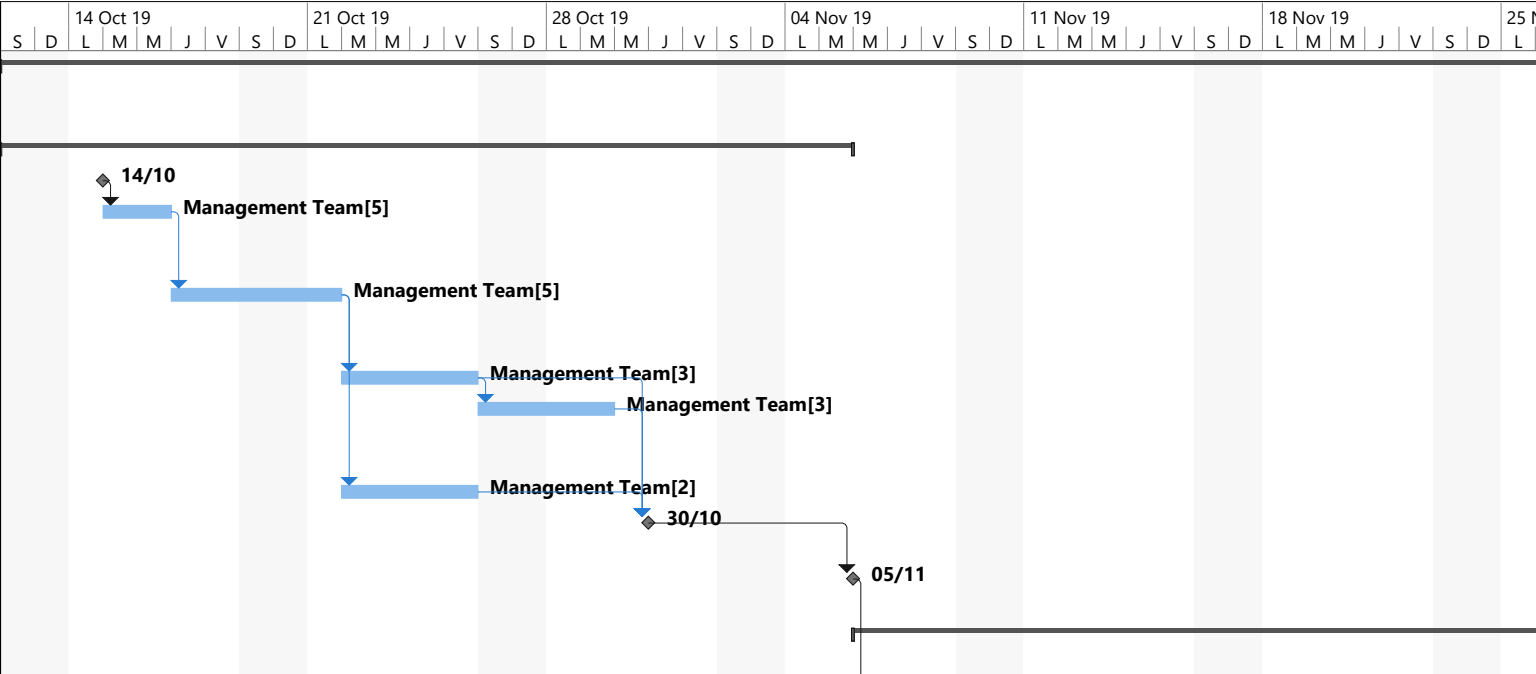 14 Oct 19 21 Oct 19 28 Oct 19 04 Nov 19 11 Nov 19 18 Nov 19 25 N
S D L M M J V S D L M M J V S D L M M J V S D L M M J V S D L M M J V S D L M M J V S D L
14/10
Management Team[5]
Management Team[5]
Management Team[3]
Management Team[3]
Management Team[2]
30/10
05/11